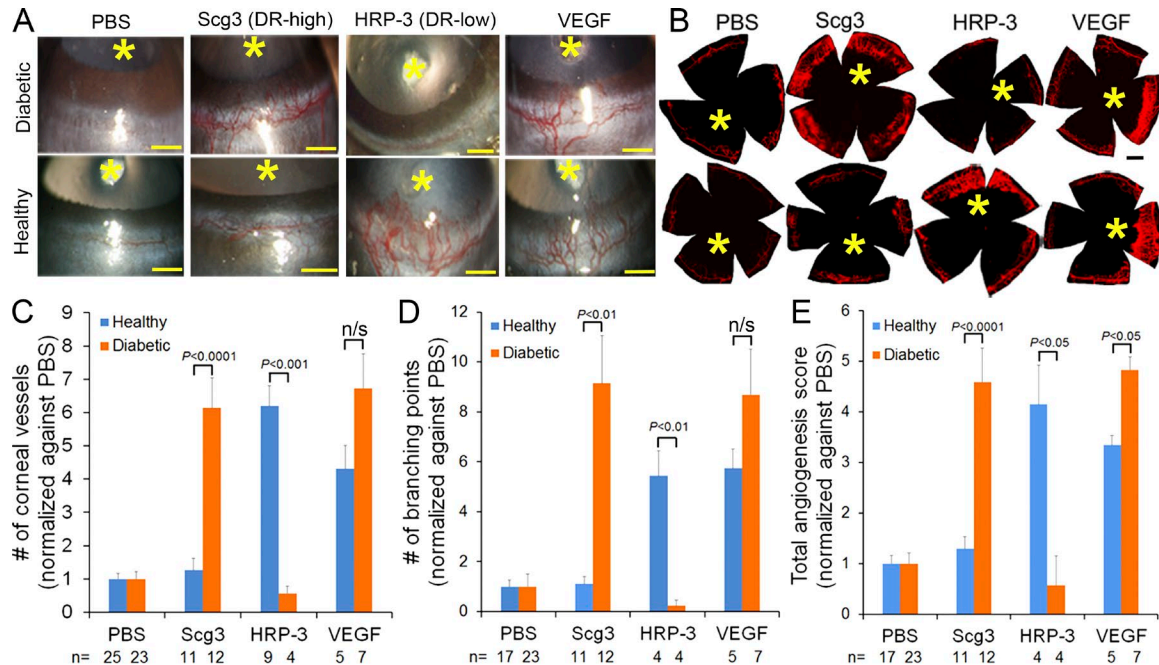 A
PBS
Scg3 (DR-high)
HRP-3 (DR-low)
VEGF
Diabetic
Healthy
B
PBS
Scg3
HRP-3
VEGF
C
# of corneal vessels
(normalized against PBS)
9
8
7
6
5
4
3
2
1
0
Healthy
Diabetic
P<0.0001
P<0.001
n/s
PBS
Scg3
HRP-3
VEGF
n=
25
23
11
12
9
4
5
7
D
# of branching points
(normalized against PBS)
12
10
8
6
4
2
0
Healthy
Diabetic
P<0.01
P<0.01
n/s
PBS
Scg3
HRP-3
VEGF
n=
17
23
11
12
4
4
5
7
E
Total angiogenesis score
(normalized against PBS)
6
5
4
3
2
1
0
Healthy
Diabetic
P<0.0001
P<0.05
P<0.05
PBS
Scg3
HRP-3
VEGF
n=
17
23
11
12
4
4
5
7